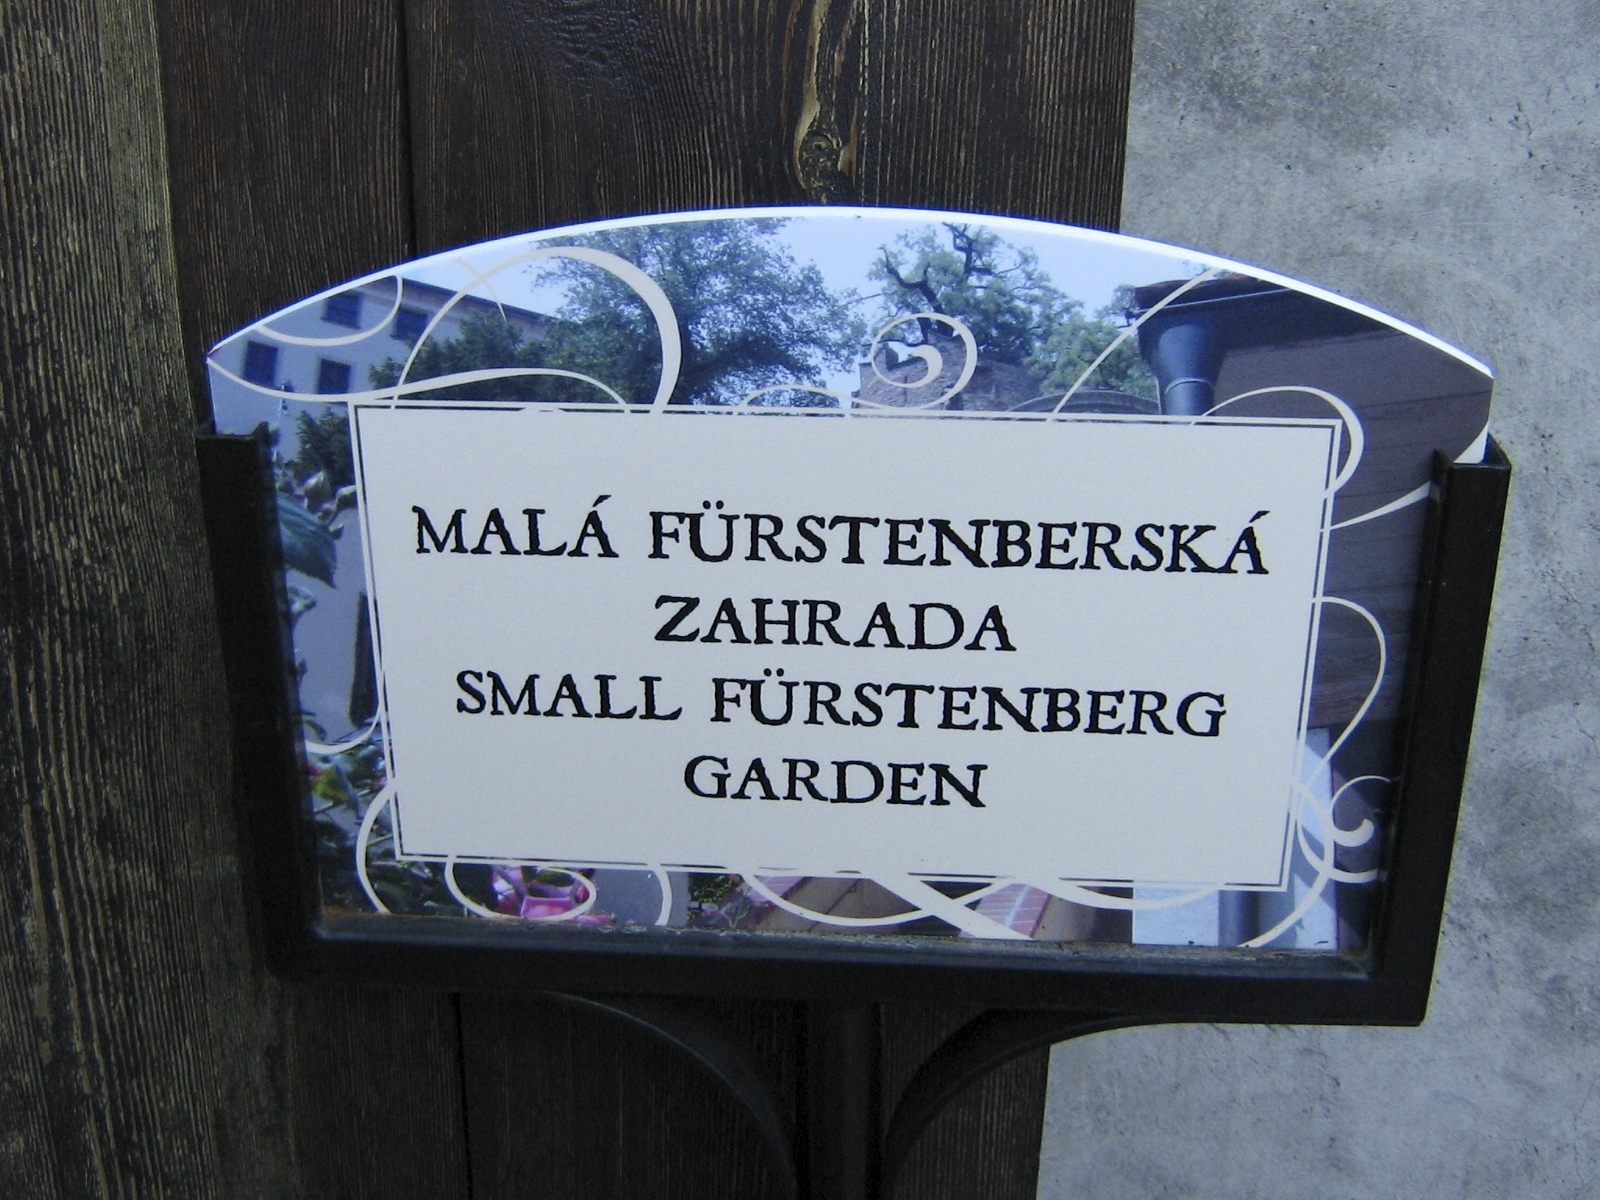 MALÁ FÜRSTENBERSKÁ
ZAHRADA
SMALL FÜRSTENBERG
GARDEN